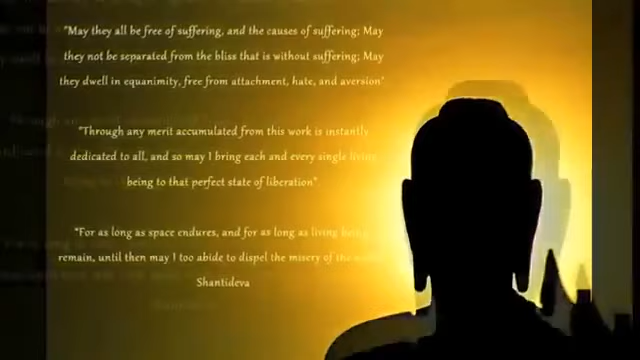 "May they all be free of suffering, and the causes of suffering; May
they not be separated from the bliss that is without suffering; May
they dwell in equanimity, free from attachment, hate, and aversion"
"Through any merit accumulated from this work is instantly
dedicated to all, and so may I bring each and every single living
being to that perfect state of liberation"
"For as long as space endures, and for as long as living being
remain, until then may I too abide to dispel the misery of the
Shantideva